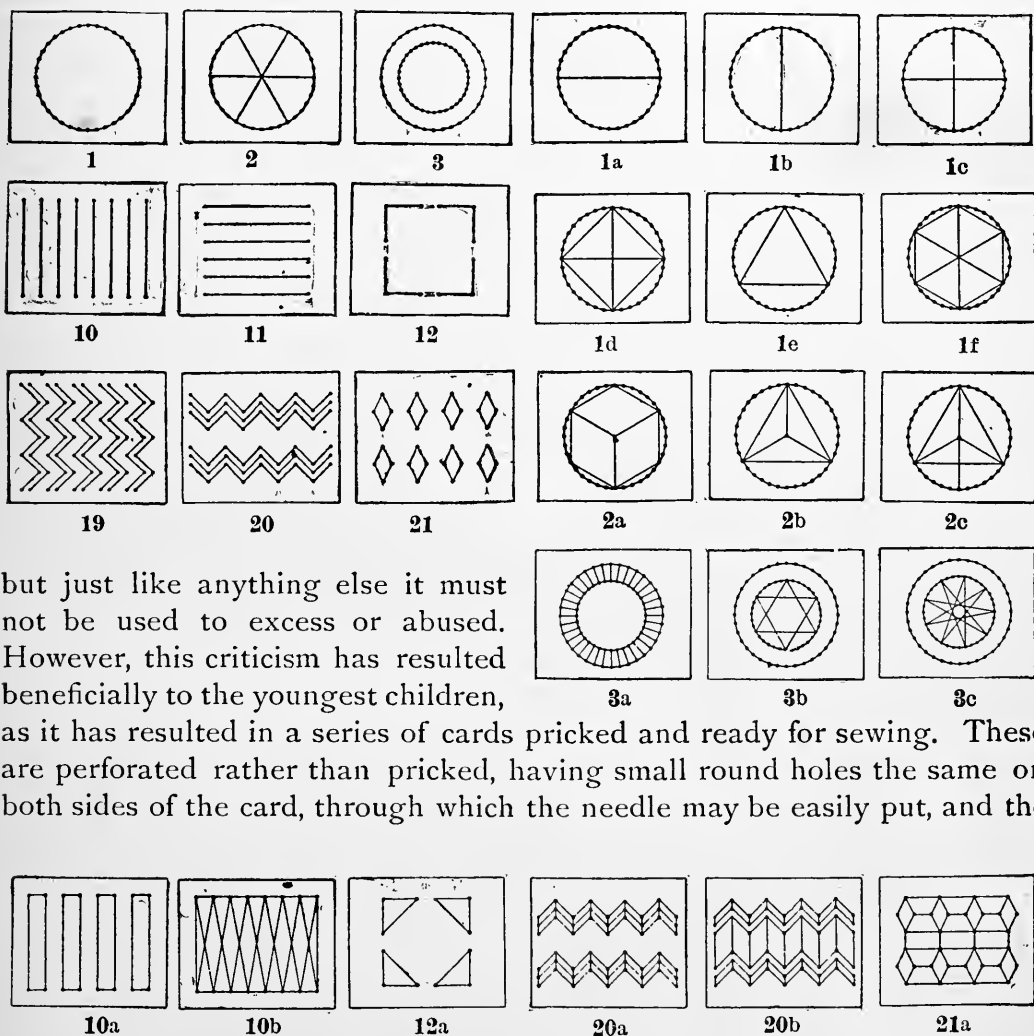 1 2 3 1a 1b 1c
10 11 12 1d 1e 1f
19 20 21 2a 2b 2c
but just like anything else it must
not be used to excess or abused.
However, this criticism has resulted
beneficially to the youngest children,
3a 3b 3c
as it has resulted in a series of cards pricked and ready for sewing. These
are perforated rather than pricked, having small round holes the same on
both sides of the card, through which the needle may be easily put, and the
10a 10b 12a 20a 20b 21a